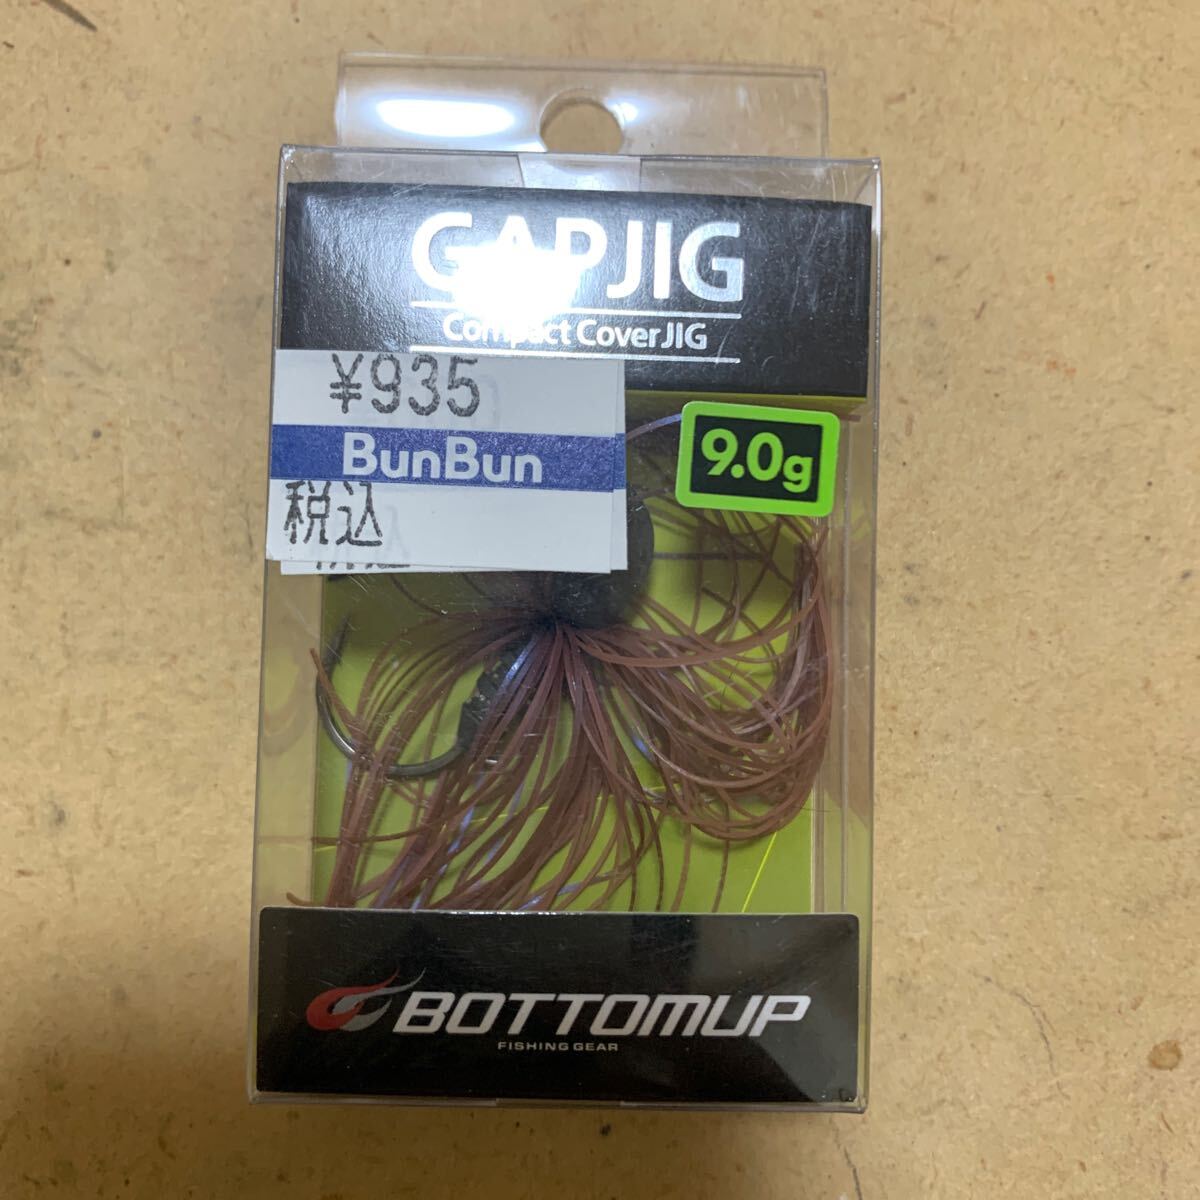 GAPJIG
Compact Cover JIG
¥935
BunBun
税込
9.0g
BOTTOMUP
FISHING GEAR